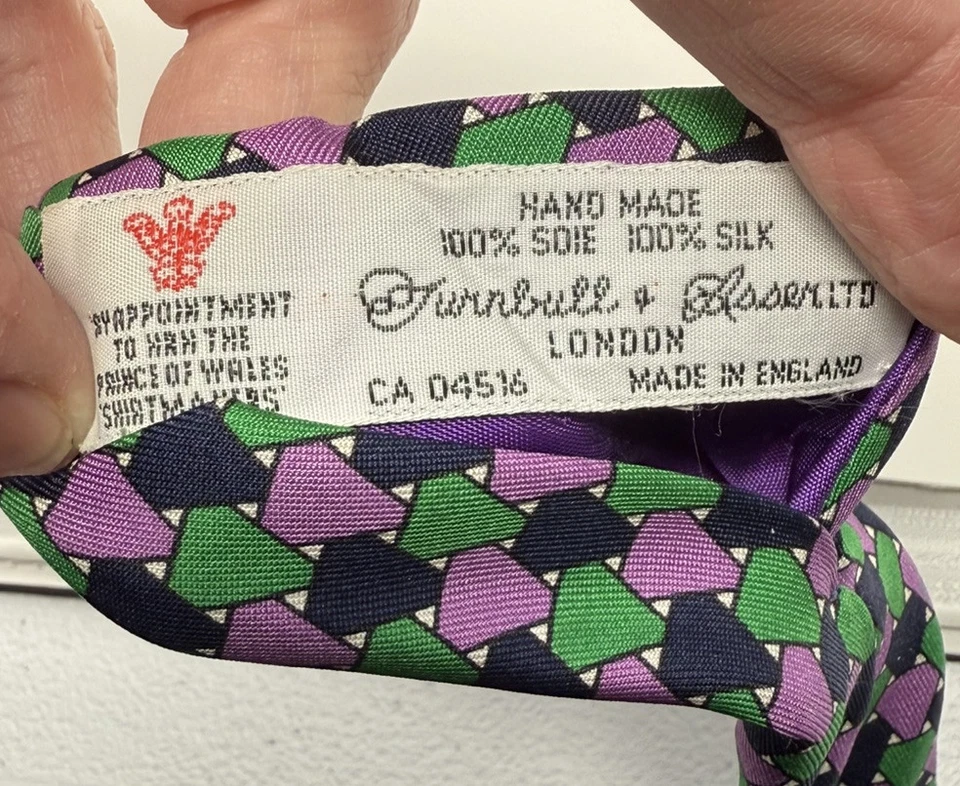 BY APPOINTMENT
TO HRH THE
PRINCE OF WALES
SHIRTMAKERS
HAND MADE
100% SOIE 100% SILK
Turnbull & Asser LTD
LONDON
CA 04516 MADE IN ENGLAND